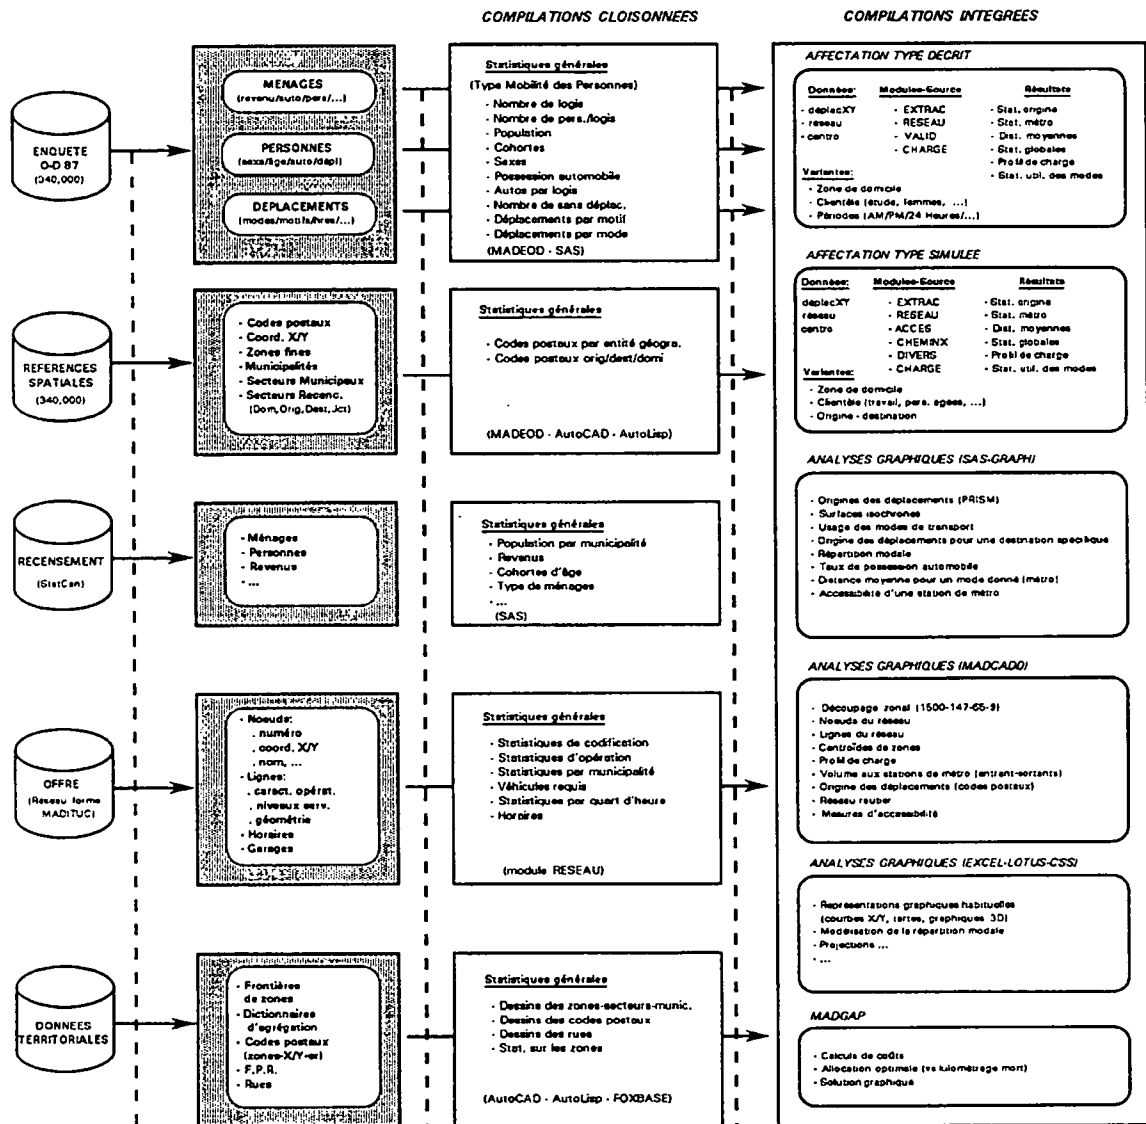 COMPILATIONS CLOISONNEES
COMPILATIONS INTEGREES
ENQUETE
O-D 87
(340,000)
MENAGES
(revenu/auto/pers/...)
PERSONNES
(sexe/âge/auto/dépl)
DEPLACEMENTS
(modes/motifs/hres/...)
Statistiques générales
(Type Mobilité des Personnes)
- Nombre de logis
- Nombre de pers./logis
- Population
- Cohortes
- Sexes
- Possession automobile
- Autos par logis
- Nombre de sans déplac.
- Déplacements par motif
- Déplacements par mode
(MADEOD - SAS)
REFERENCES
SPATIALES
(340,000)
- Codes postaux
- Coord. X/Y
- Zones fines
- Municipalités
- Secteurs Municipaux
- Secteurs Recenc.
(Dom,Orig,Dest,Jct)
Statistiques générales
- Codes postaux par entité géogra.
- Codes postaux orig/dest/domi
(MADEOD - AutoCAD - AutoLisp)
RECENSEMENT
(StatCan)
- Ménages
- Personnes
- Revenus
- ...
Statistiques générales
- Population par municipalité
- Revenus
- Cohortes d'âge
- Type de ménages
- ...
(SAS)
OFFRE
(Réseau forme
MADITUC)
- Noeuds:
. numéro
. coord. X/Y
. nom, ...
- Lignes:
. caract. opérat.
. niveaux serv.
. géométrie
- Horaires
- Garages
Statistiques générales
- Statistiques de codification
- Statistiques d'opération
- Statistiques par municipalité
- Véhicules requis
- Statistiques par quart d'heure
- Horaires
(module RESEAU)
DONNEES
TERRITORIALES
- Frontières
de zones
- Dictionnaires
d'agrégation
- Codes postaux
(zones-X/Y-sr)
- F.P.R.
- Rues
Statistiques générales
- Dessins des zones-secteurs-munic.
- Dessins des codes postaux
- Dessins des rues
- Stat. sur les zones
(AutoCAD - AutoLisp - FOXBASE)
AFFECTATION TYPE DECRIT
Données: Modules-Source Résultats
- déplacXY - EXTRAC - Stat. origine
- réseau - RESEAU - Stat. métro
- centro - VALID - Dist. moyennes
- CHARGE - Stat. globales
- Profil de charge
Variantes: - Stat. util. des modes
- Zone de domicile
- Clientèle (étude, femmes, ...)
- Périodes (AM/PM/24 Heures/...)
AFFECTATION TYPE SIMULEE
Données: Modules-Source Résultats
déplacXY - EXTRAC - Stat. origine
réseau - RESEAU - Stat. métro
centro - ACCES - Dist. moyennes
- CHEMINX - Stat. globales
- DIVERS - Profil de charge
Variantes: - CHARGE - Stat. util. des modes
- Zone de domicile
- Clientèle (travail, pers. agées, ...)
- Origine - destination
ANALYSES GRAPHIQUES (SAS-GRAPH)
- Origines des déplacements (PRISM)
- Surfaces isochrones
- Usage des modes de transport
- Origine des déplacements pour une destination spécifique
- Répartition modale
- Taux de possession automobile
- Distance moyenne pour un mode donné (métro)
- Accessibilité d'une station de métro
ANALYSES GRAPHIQUES (MADCADD)
- Découpage zonal (1500-147-65-9)
- Noeuds du réseau
- Lignes du réseau
- Centroïdes de zones
- Profil de charge
- Volume aux stations de métro (entrant-sortants)
- Origine des déplacements (codes postaux)
- Réseau routier
- Mesures d'accessibilité
ANALYSES GRAPHIQUES (EXCEL-LOTUS-CSS)
- Représentations graphiques habituelles
(courbes X/Y, tartes, graphiques 3D)
- Modélisation de la répartition modale
- Projections ...
- ...
MADGAP
- Calculs de coûts
- Allocation optimale (vs kilométrage mort)
- Solution graphique